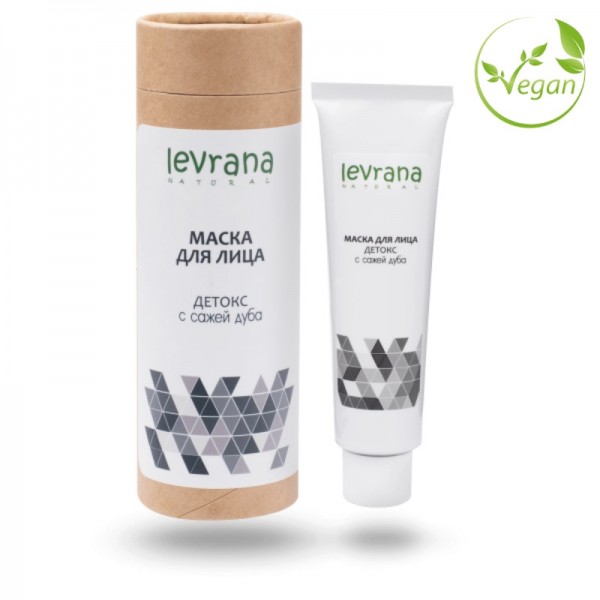 levrana
NATURAL
МАСКА
ДЛЯ ЛИЦА
ДЕТОКС
с сажей дуба
levrana
NATURAL
МАСКА ДЛЯ ЛИЦА
ДЕТОКС
с сажей дуба
Vegan